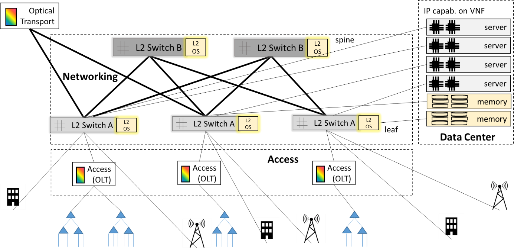 Optical
Transport
IP capab. on VNF
spine
L2 Switch B
L2
OS
L2 Switch B
L2
OS
server
server
server
server
memory
memory
Data Center
Networking
L2 Switch A
L2
OS
L2 Switch A
L2
OS
L2 Switch A
L2
OS
leaf
Access
Access
(OLT)
Access
(OLT)
Access
(OLT)